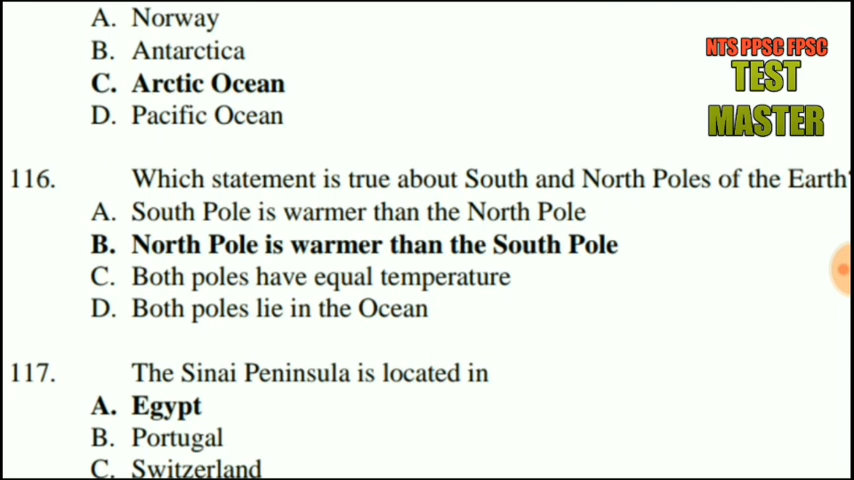 A. Norway
B. Antarctica
C. Arctic Ocean
D. Pacific Ocean
NTS PPSC FPSC
TEST
MASTER
116. Which statement is true about South and North Poles of the Earth
A. South Pole is warmer than the North Pole
B. North Pole is warmer than the South Pole
C. Both poles have equal temperature
D. Both poles lie in the Ocean
117. The Sinai Peninsula is located in
A. Egypt
B. Portugal
C. Switzerland